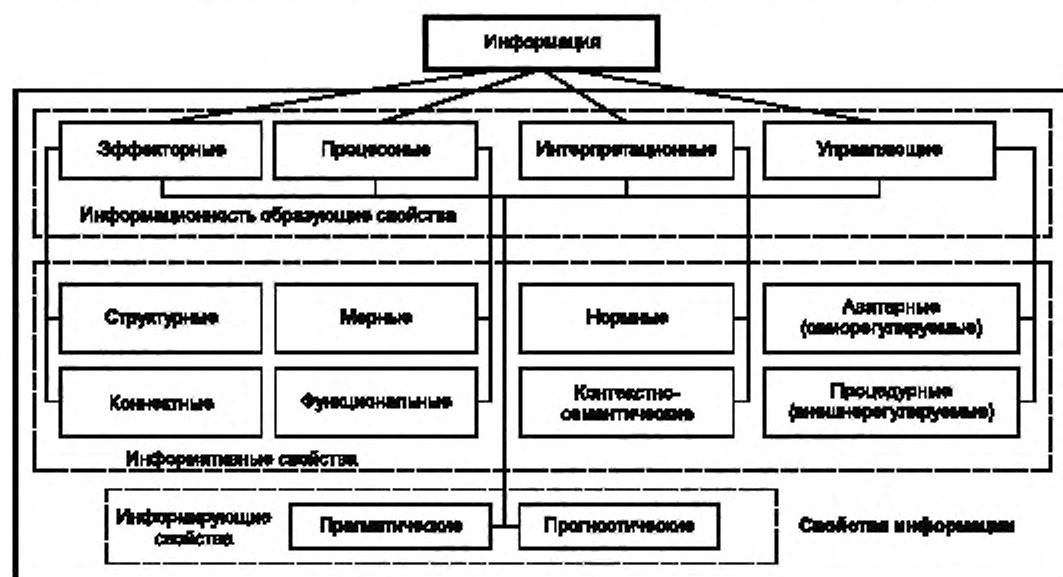 Информация
Эффекторные
Процессные
Интерпретационные
Управляющие
Информационность образующие свойства
Структурные
Мерные
Нормные
Аватарные
(саморегулируемые)
Коннектные
Функциональные
Контекстно-
семантические
Процедурные
(внешнерегулируемые)
Информативные свойства
Информирующие
свойства
Прагматические
Прогностические
Свойства информации